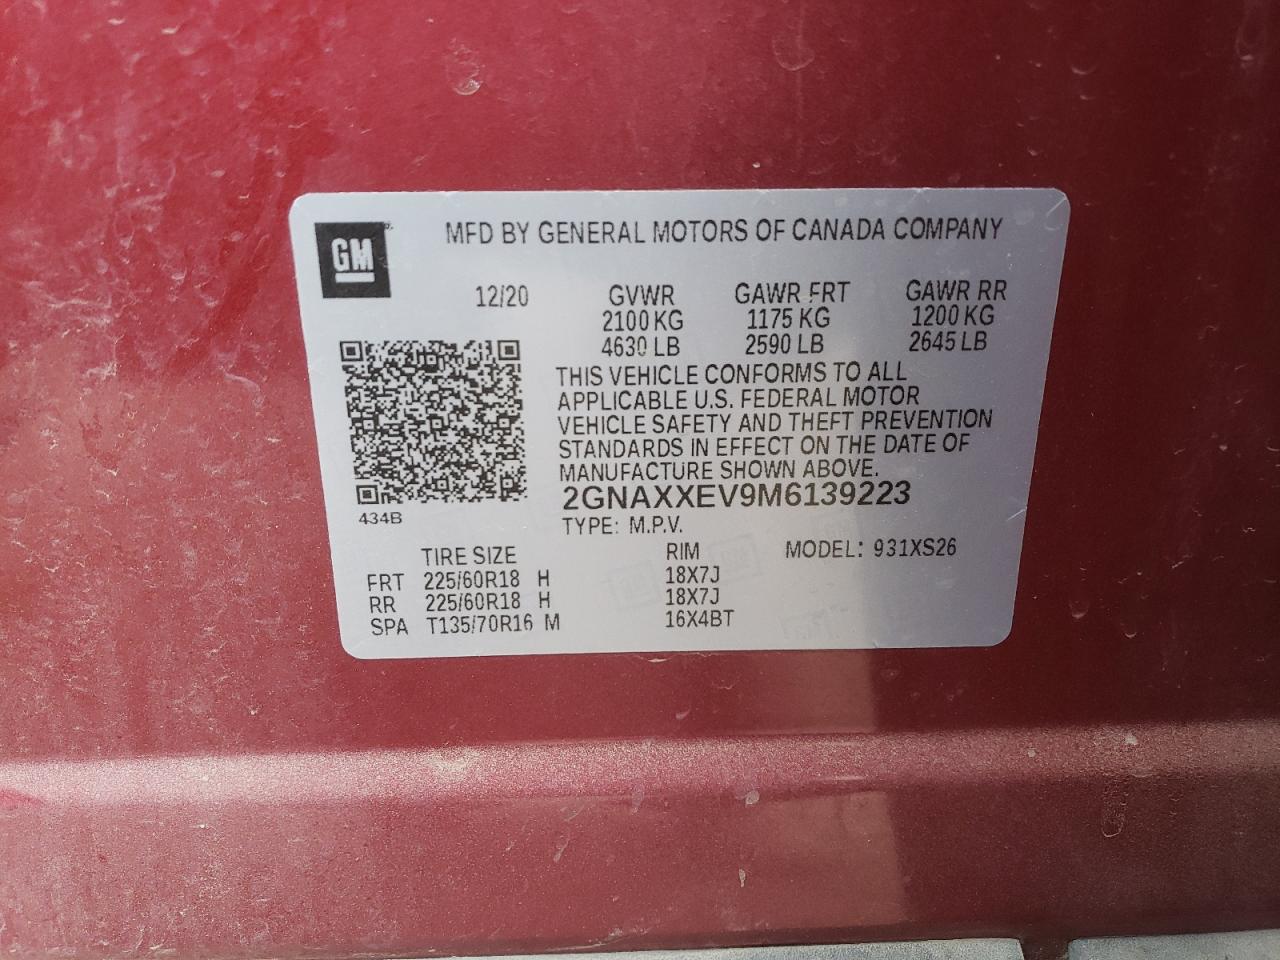 GM
MFD BY GENERAL MOTORS OF CANADA COMPANY
12/20 GVWR GAWR FRT GAWR RR
2100 KG 1175 KG 1200 KG
4630 LB 2590 LB 2645 LB
THIS VEHICLE CONFORMS TO ALL
APPLICABLE U.S. FEDERAL MOTOR
VEHICLE SAFETY AND THEFT PREVENTION
STANDARDS IN EFFECT ON THE DATE OF
MANUFACTURE SHOWN ABOVE.
2GNAXXEV9M6139223
434B
TYPE: M.P.V.
TIRE SIZE RIM MODEL: 931XS26
FRT 225/60R18 H 18X7J
RR 225/60R18 H 18X7J
SPA T135/70R16 M 16X4BT